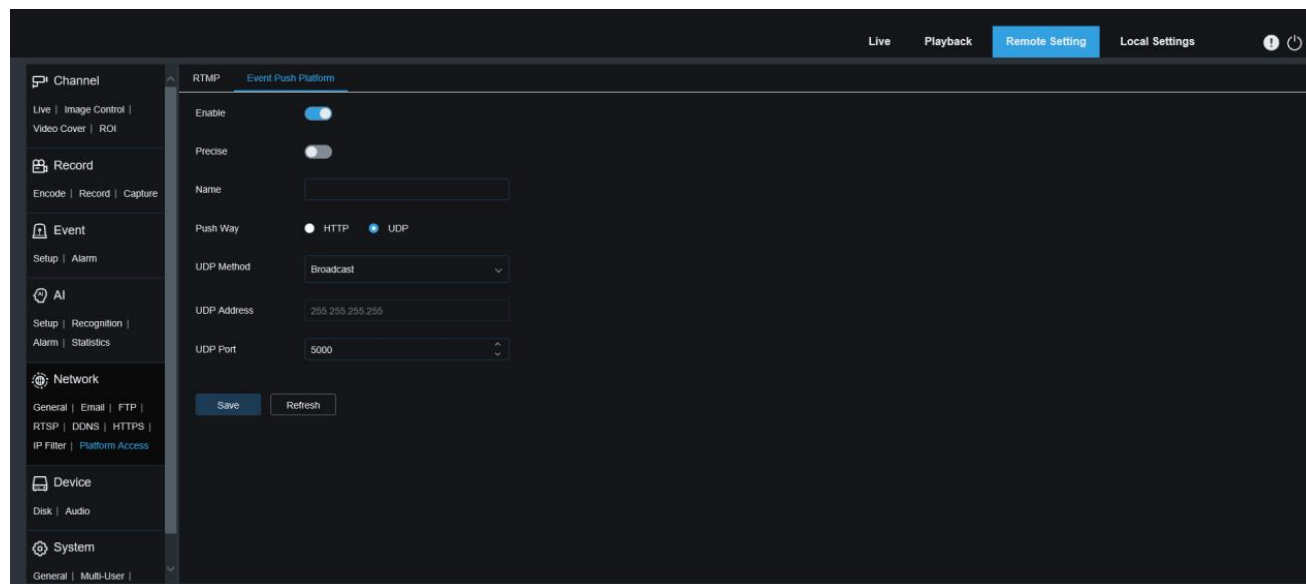 Live Playback Remote Setting Local Settings
Channel
Live | Image Control |
Video Cover | ROI
Record
Encode | Record | Capture
Event
Setup | Alarm
AI
Setup | Recognition |
Alarm | Statistics
Network
General | Email | FTP |
RTSP | DDNS | HTTPS |
IP Filter | Platform Access
Device
Disk | Audio
System
General | Multi-User |
RTMP Event Push Platform
Enable
Precise
Name
Push Way HTTP UDP
UDP Method Broadcast
UDP Address 255.255.255.255
UDP Port 5000
Save Refresh